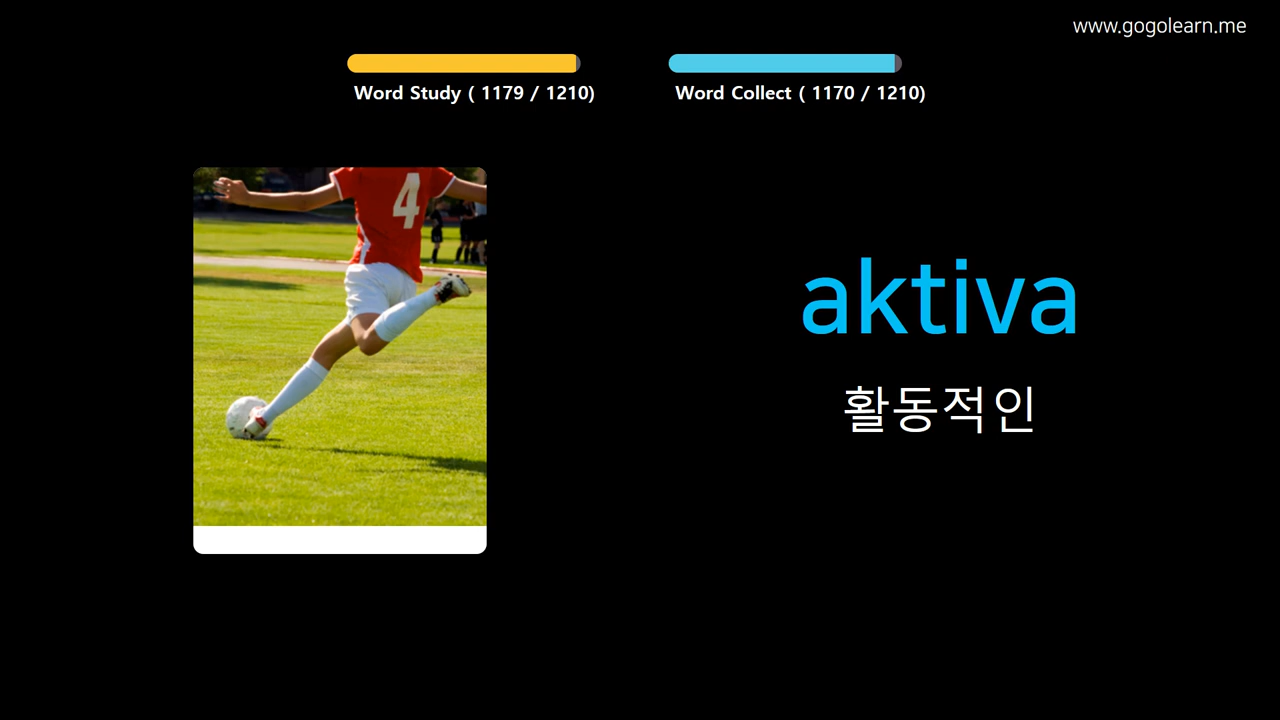 www.gogolearn.me
Word Study ( 1179 / 1210)
Word Collect ( 1170 / 1210)
4
aktiva
활동적인